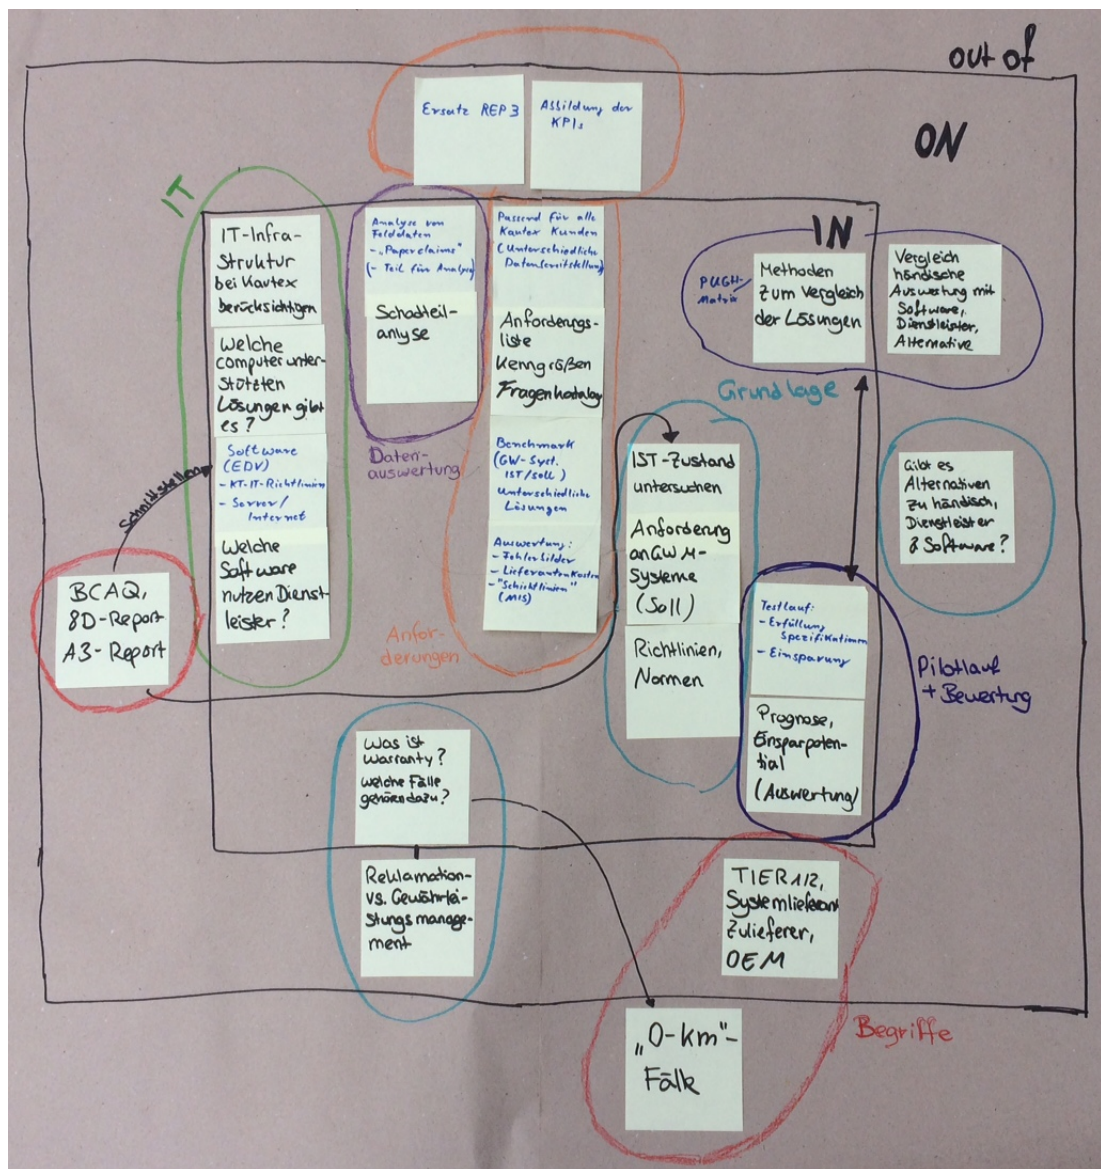 out of
ON
IN
Ersatz REP 3
Abbildung der
KPIs
IT
IT-Infra-
struktur
bei Kautex
berücksichtigen
Welche
computerunter-
stützten
Lösungen gibt
es?
Software
(EDV)
- KT-IT-Richtlinien
- Server/
Internet
Welche
Software
nutzen Dienst-
leister?
Analyse von
Felddaten
- „Paperclaims"
(- Teil für Analyse)
Schadteil-
analyse
Daten-
auswertung
Passend für alle
Kautex Kunden
(Unterschiedliche
Datenbereitstellung)
Anforderungs-
liste
Kenngrößen
Fragenkatalog
Benchmark
(GW-Syst.
IST/Soll)
Unterschiedliche
Lösungen
Auswertung:
- Fehlerbilder
- Lieferantenkosten
- "Schichtlinien"
(MIS)
Anfor-
derungen
PUGH-
Matrix
Methoden
zum Vergleich
der Lösungen
Vergleich
händische
Auswertung mit
Software,
Dienstleister,
Alternative
Grundlage
IST-Zustand
untersuchen
Anforderung
an GW M-
Systeme
(Soll)
Richtlinien,
Normen
Gibt es
Alternativen
zu händisch,
Dienstleister
& Software?
Testlauf:
- Erfüllung
Spezifikationen
- Einsparung
Prognose,
Einsparpoten-
tial
(Auswertung)
Pilotlauf
+ Bewertung
Schnittstellen
BCAQ,
8D-Report
A3-Report
Was ist
Warranty?
Welche Fälle
gehören dazu?
Reklamation-
vs. Gewährlei-
stungsmanage-
ment
TIER 1/2,
Systemlieferant
Zulieferer,
OEM
„0-km"-
Fälle
Begriffe